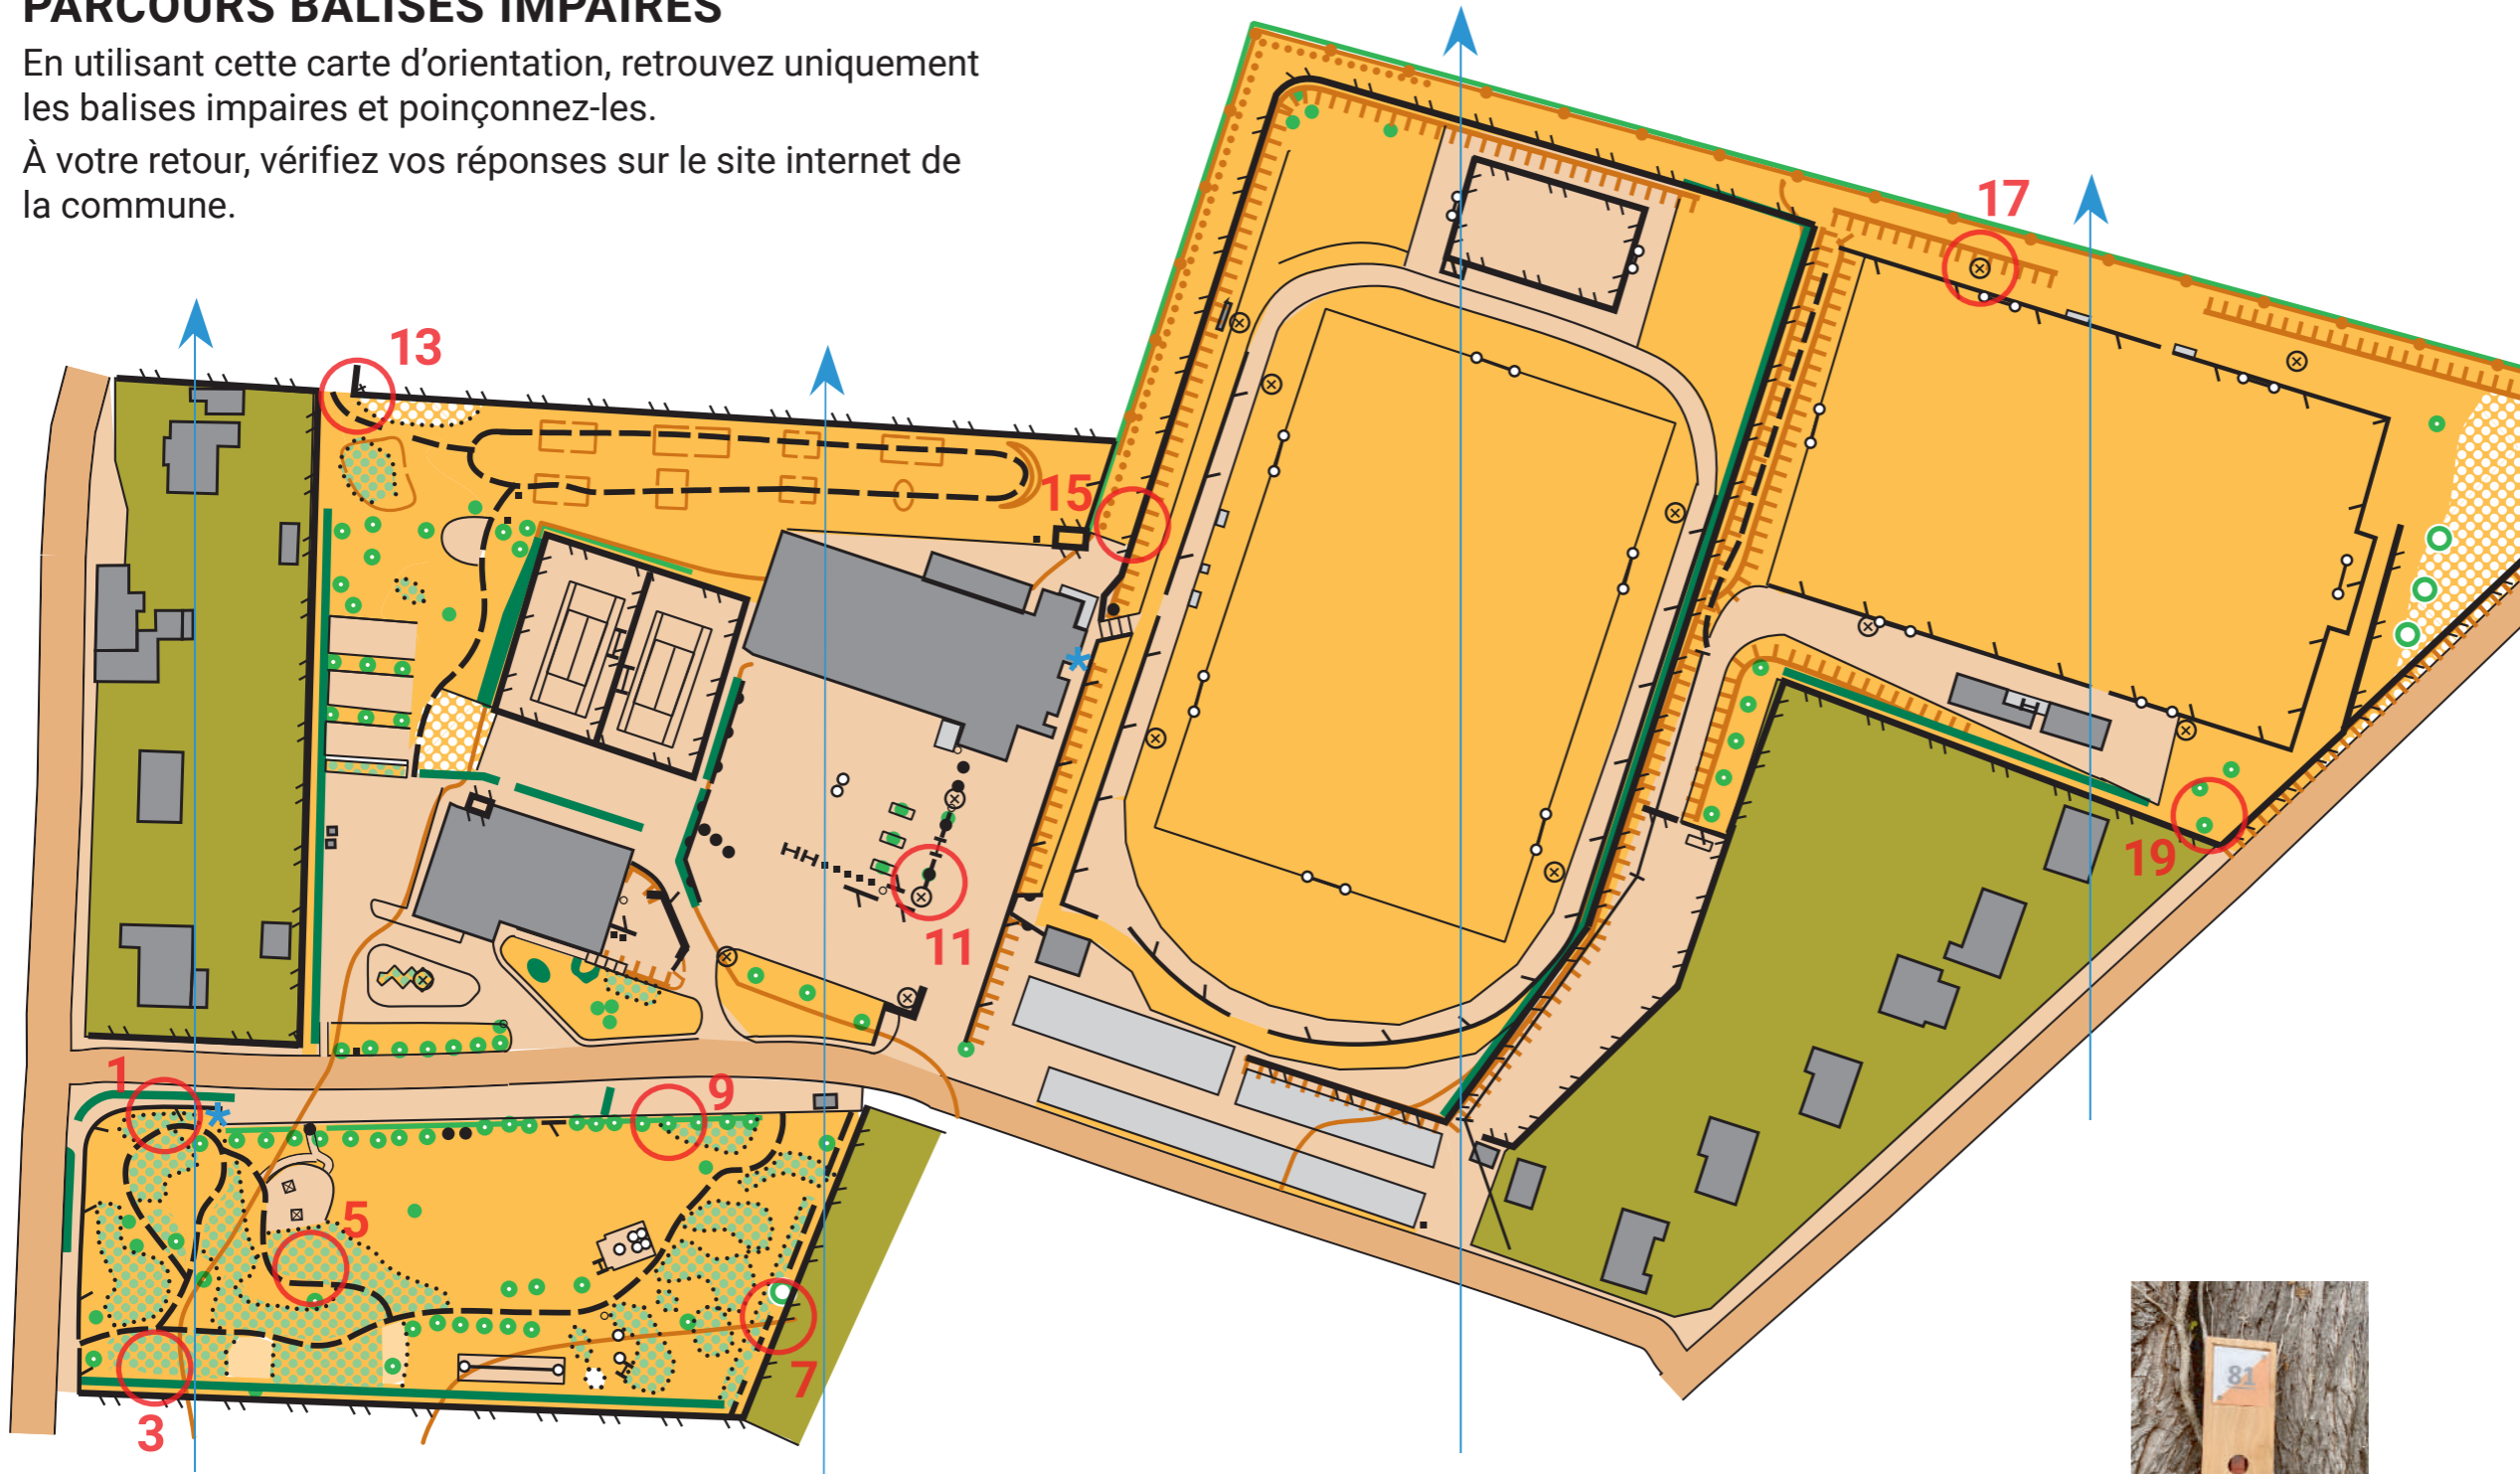 PARCOURS BALISES IMPAIRES
En utilisant cette carte d'orientation, retrouvez uniquement
les balises impaires et poinçonnez-les.
À votre retour, vérifiez vos réponses sur le site internet de
la commune.
17
13
15
11
19
1
9
5
7
3
81